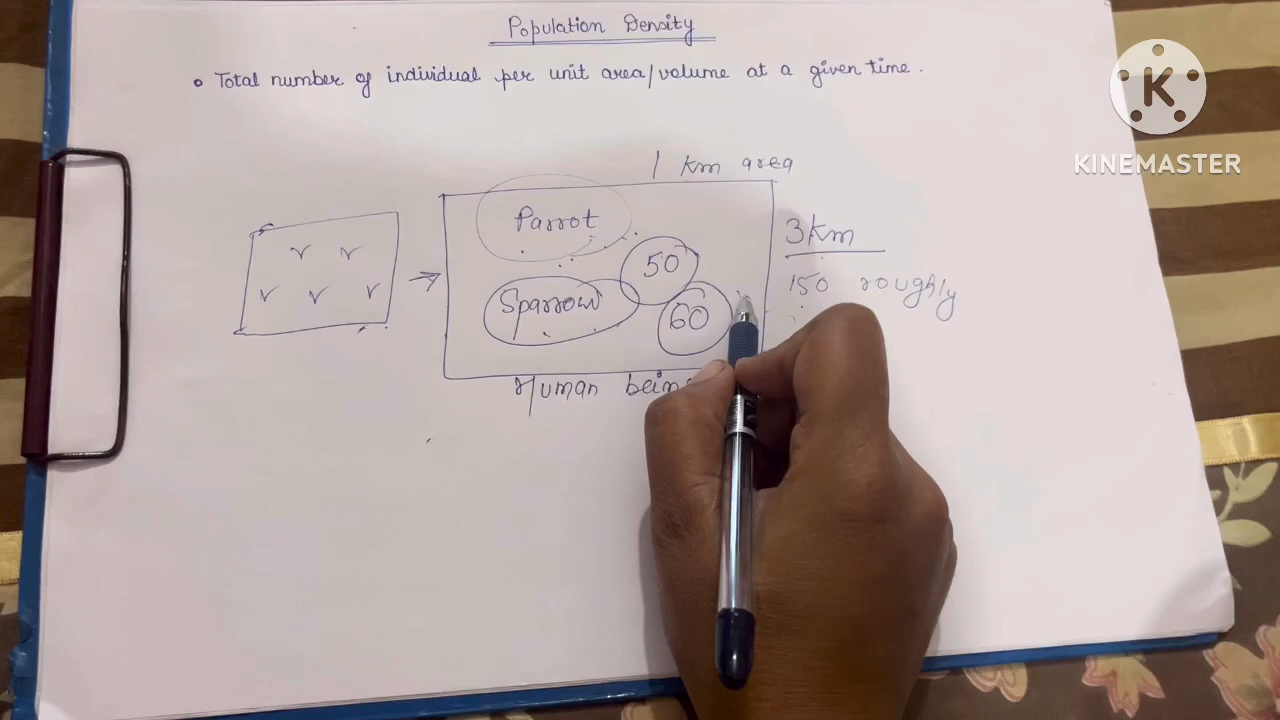 Population Density
Total number of individual per unit area/volume at a given time.
1 km area
Parrot
3km
50
150 roughly
Sparrow
60
Human being
K
KINEMASTER